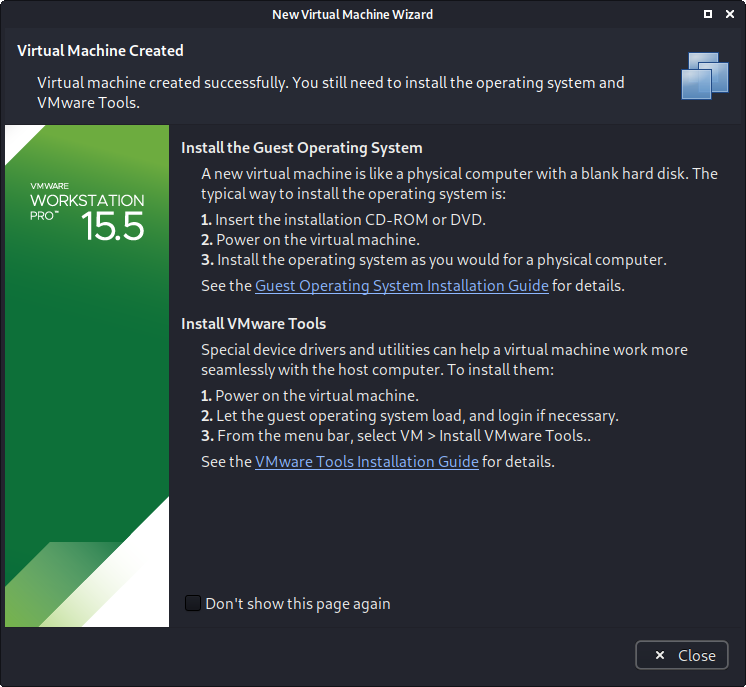 New Virtual Machine Wizard
Virtual Machine Created
Virtual machine created successfully. You still need to install the operating system and
VMware Tools.
VMWARE
WORKSTATION
PRO™ 15.5
Install the Guest Operating System
A new virtual machine is like a physical computer with a blank hard disk. The
typical way to install the operating system is:
1. Insert the installation CD-ROM or DVD.
2. Power on the virtual machine.
3. Install the operating system as you would for a physical computer.
See the Guest Operating System Installation Guide for details.
Install VMware Tools
Special device drivers and utilities can help a virtual machine work more
seamlessly with the host computer. To install them:
1. Power on the virtual machine.
2. Let the guest operating system load, and login if necessary.
3. From the menu bar, select VM > Install VMware Tools..
See the VMware Tools Installation Guide for details.
Don't show this page again
Close